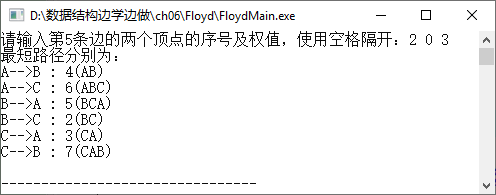 D:\数据结构边学边做\ch06\Floyd\FloydMain.exe
请输入第5条边的两个顶点的序号及权值，使用空格隔开：2 0 3
最短路径分别为：
A-->B : 4(AB)
A-->C : 6(ABC)
B-->A : 5(BCA)
B-->C : 2(BC)
C-->A : 3(CA)
C-->B : 7(CAB)
--------------------------------